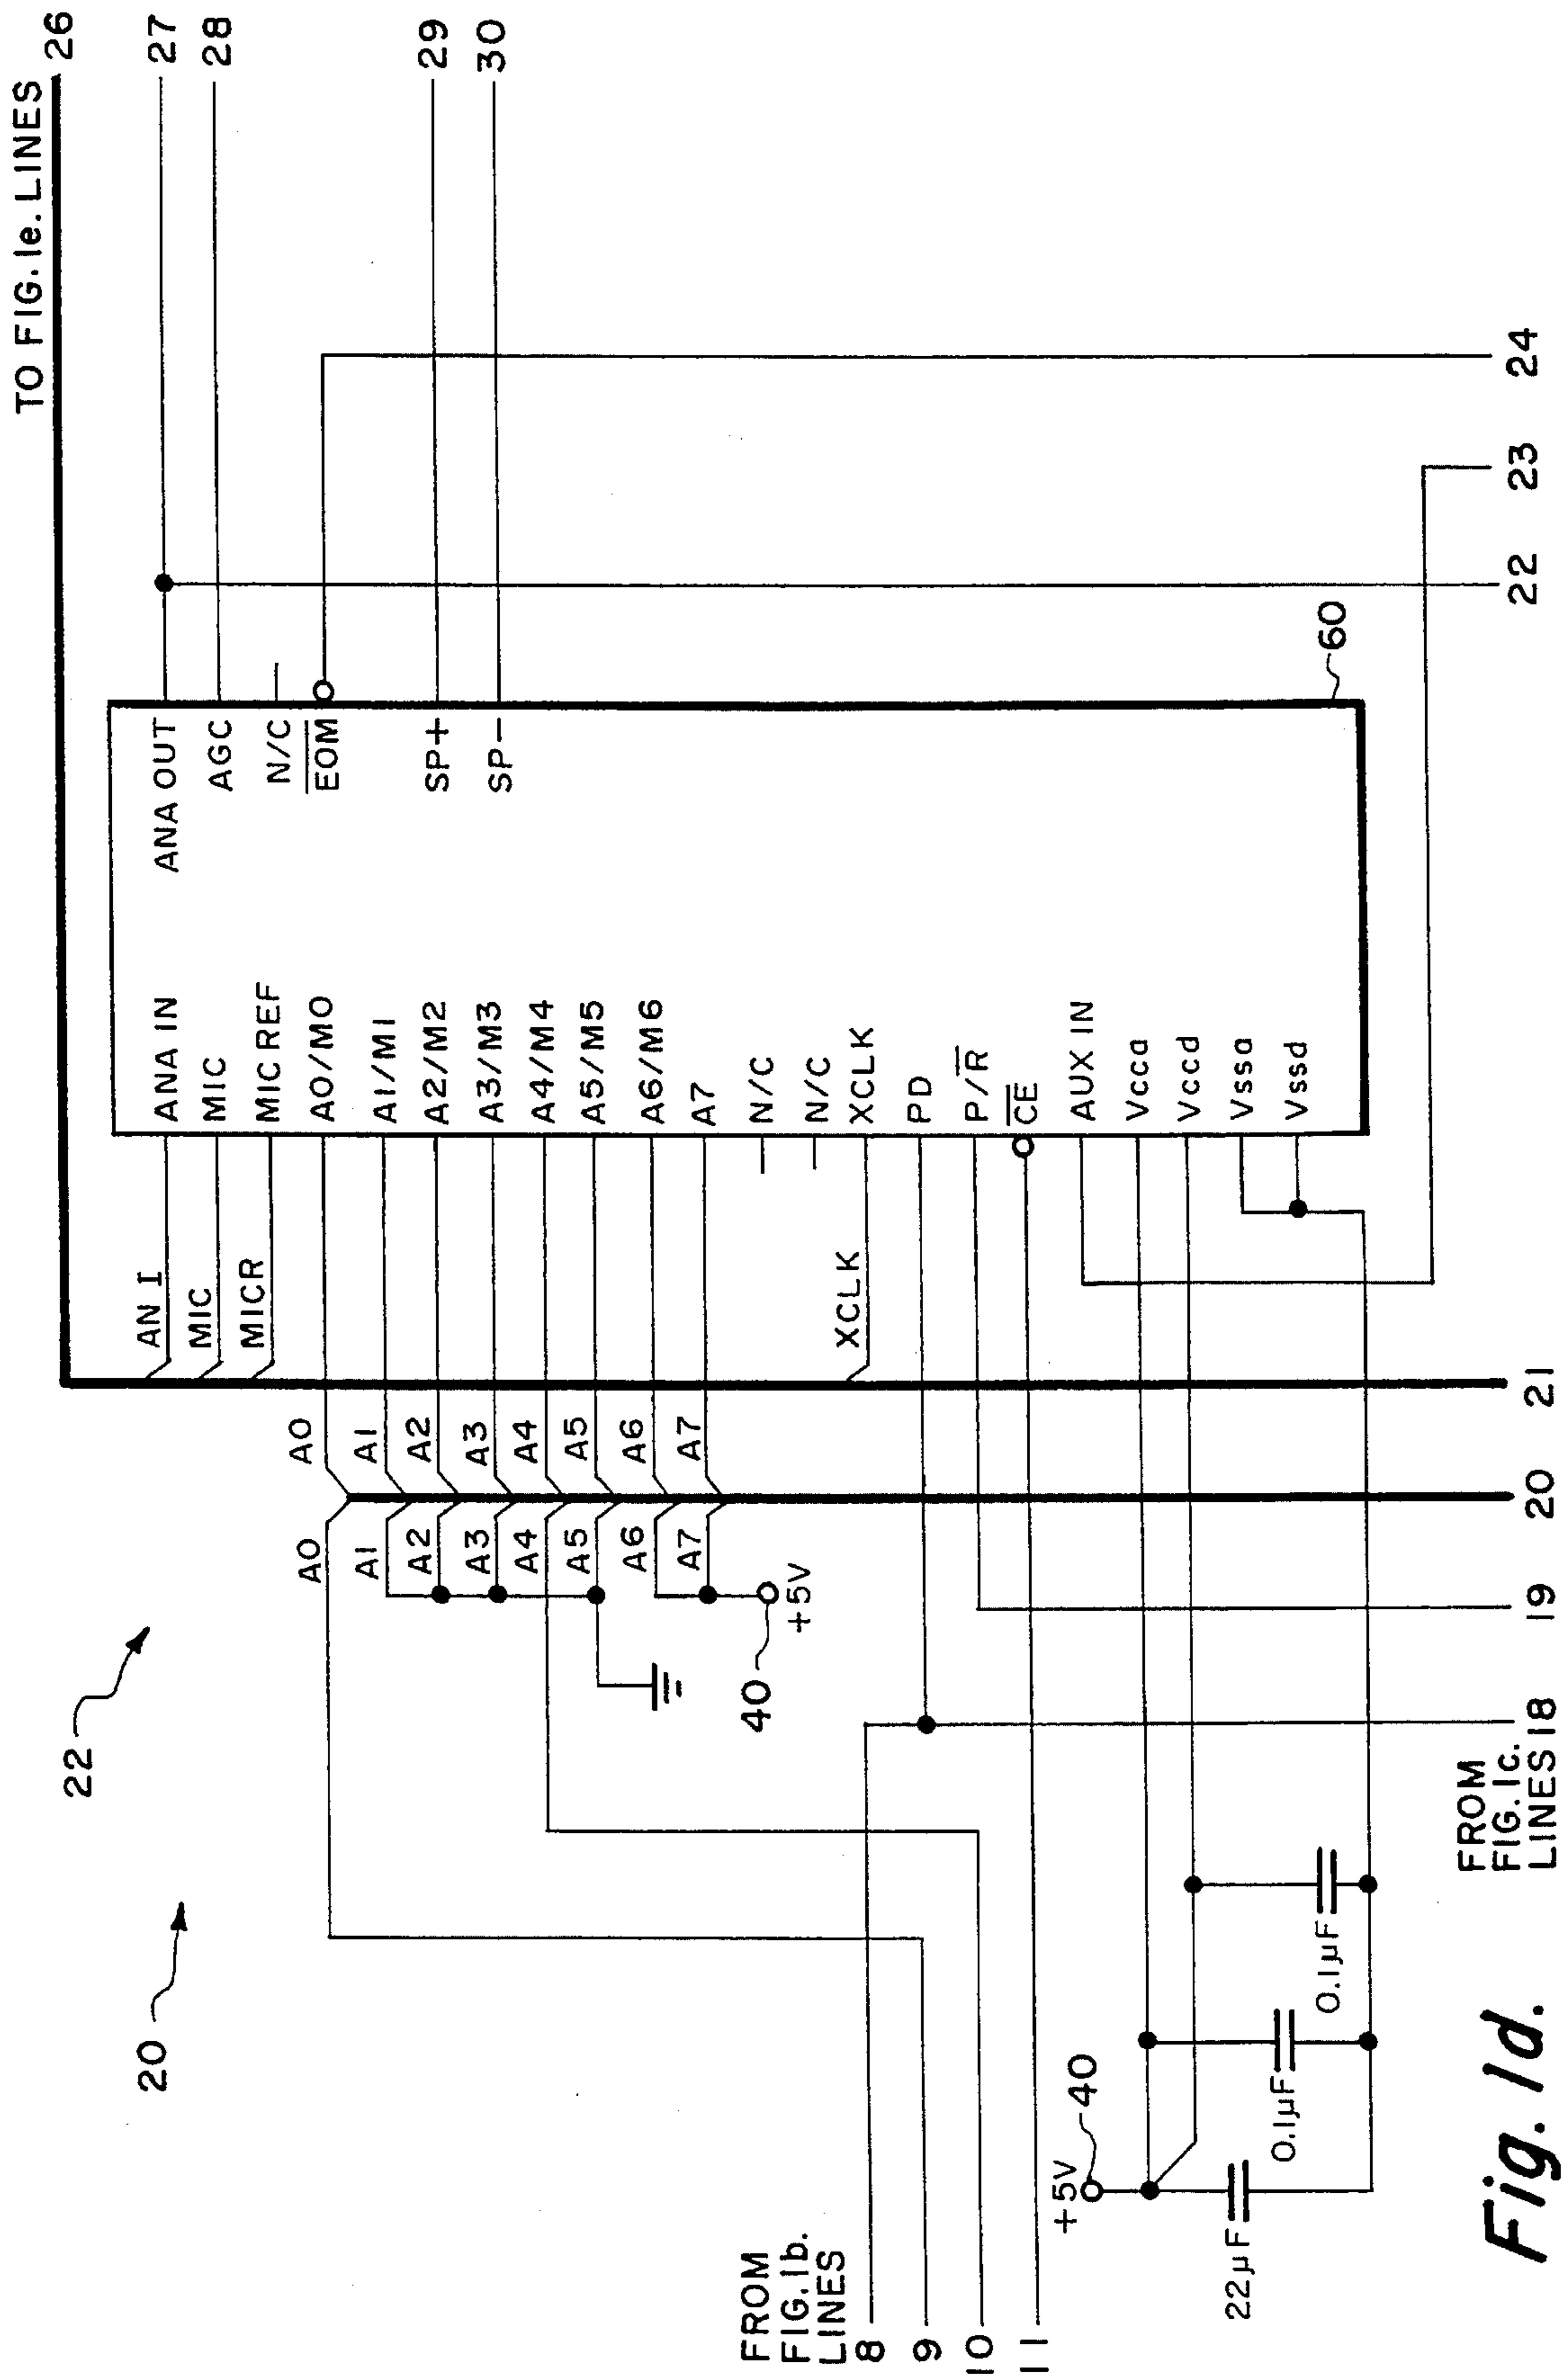 TO FIG. 1e. LINES
26
27
28
29
30
24
23
22
60
ANA OUT
AGC
N/C
EOM
SP+
SP-
ANA IN
MIC
MIC REF
A0/M0
A1/M1
A2/M2
A3/M3
A4/M4
A5/M5
A6/M6
A7
N/C
N/C
XCLK
PD
P/R
CE
AUX IN
Vcca
Vccd
Vssa
Vssd
AN I
MIC
MICR
XCLK
A0
A1
A2
A3
A4
A5
A6
A7
A0
A1
A2
A3
A4
A5
A6
A7
+5V
40
22
20
21
20
19
18
FROM
FIG. 1c.
LINES
FROM
FIG. 1b.
LINES
8
9
10
11
+5V
40
22µF
0.1µF
0.1µF
Fig. 1d.